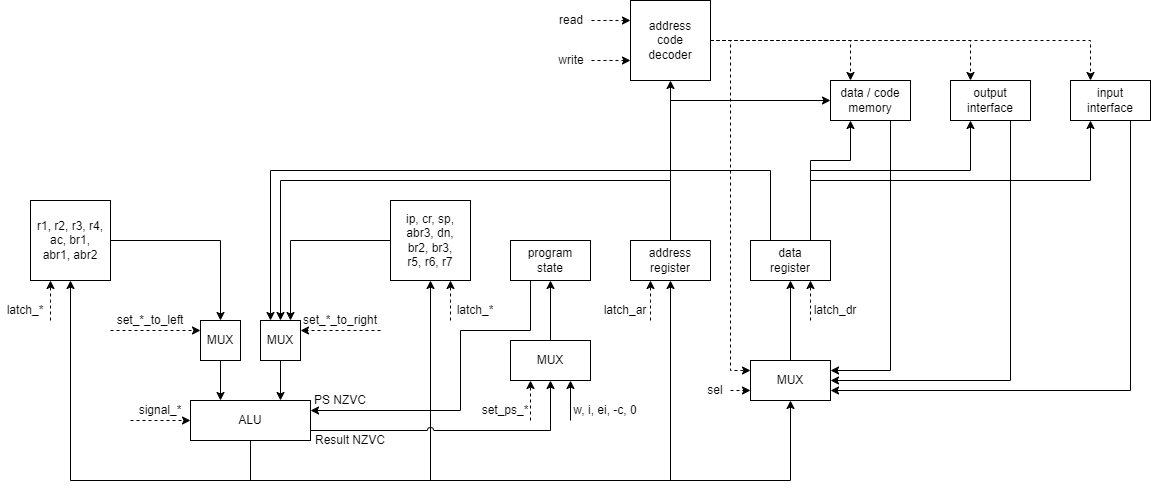 read
write
address
code
decoder
data / code
memory
output
interface
input
interface
r1, r2, r3, r4,
ac, br1,
abr1, abr2
ip, cr, sp,
abr3, dn,
br2, br3,
r5, r6, r7
program
state
address
register
data
register
latch_*
latch_*
latch_ar
latch_dr
set_*_to_left
MUX
MUX
set_*_to_right
MUX
MUX
sel
set_ps_*
w, i, ei, -c, 0
signal_*
ALU
PS NZVC
Result NZVC